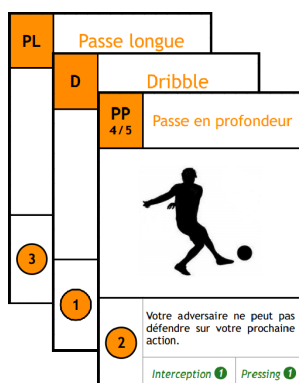 PL Passe longue
D Dribble
PP
4/5
Passe en profondeur
3
1
2
Votre adversaire ne peut pas
défendre sur votre prochaine
action.
Interception 1 Pressing 1